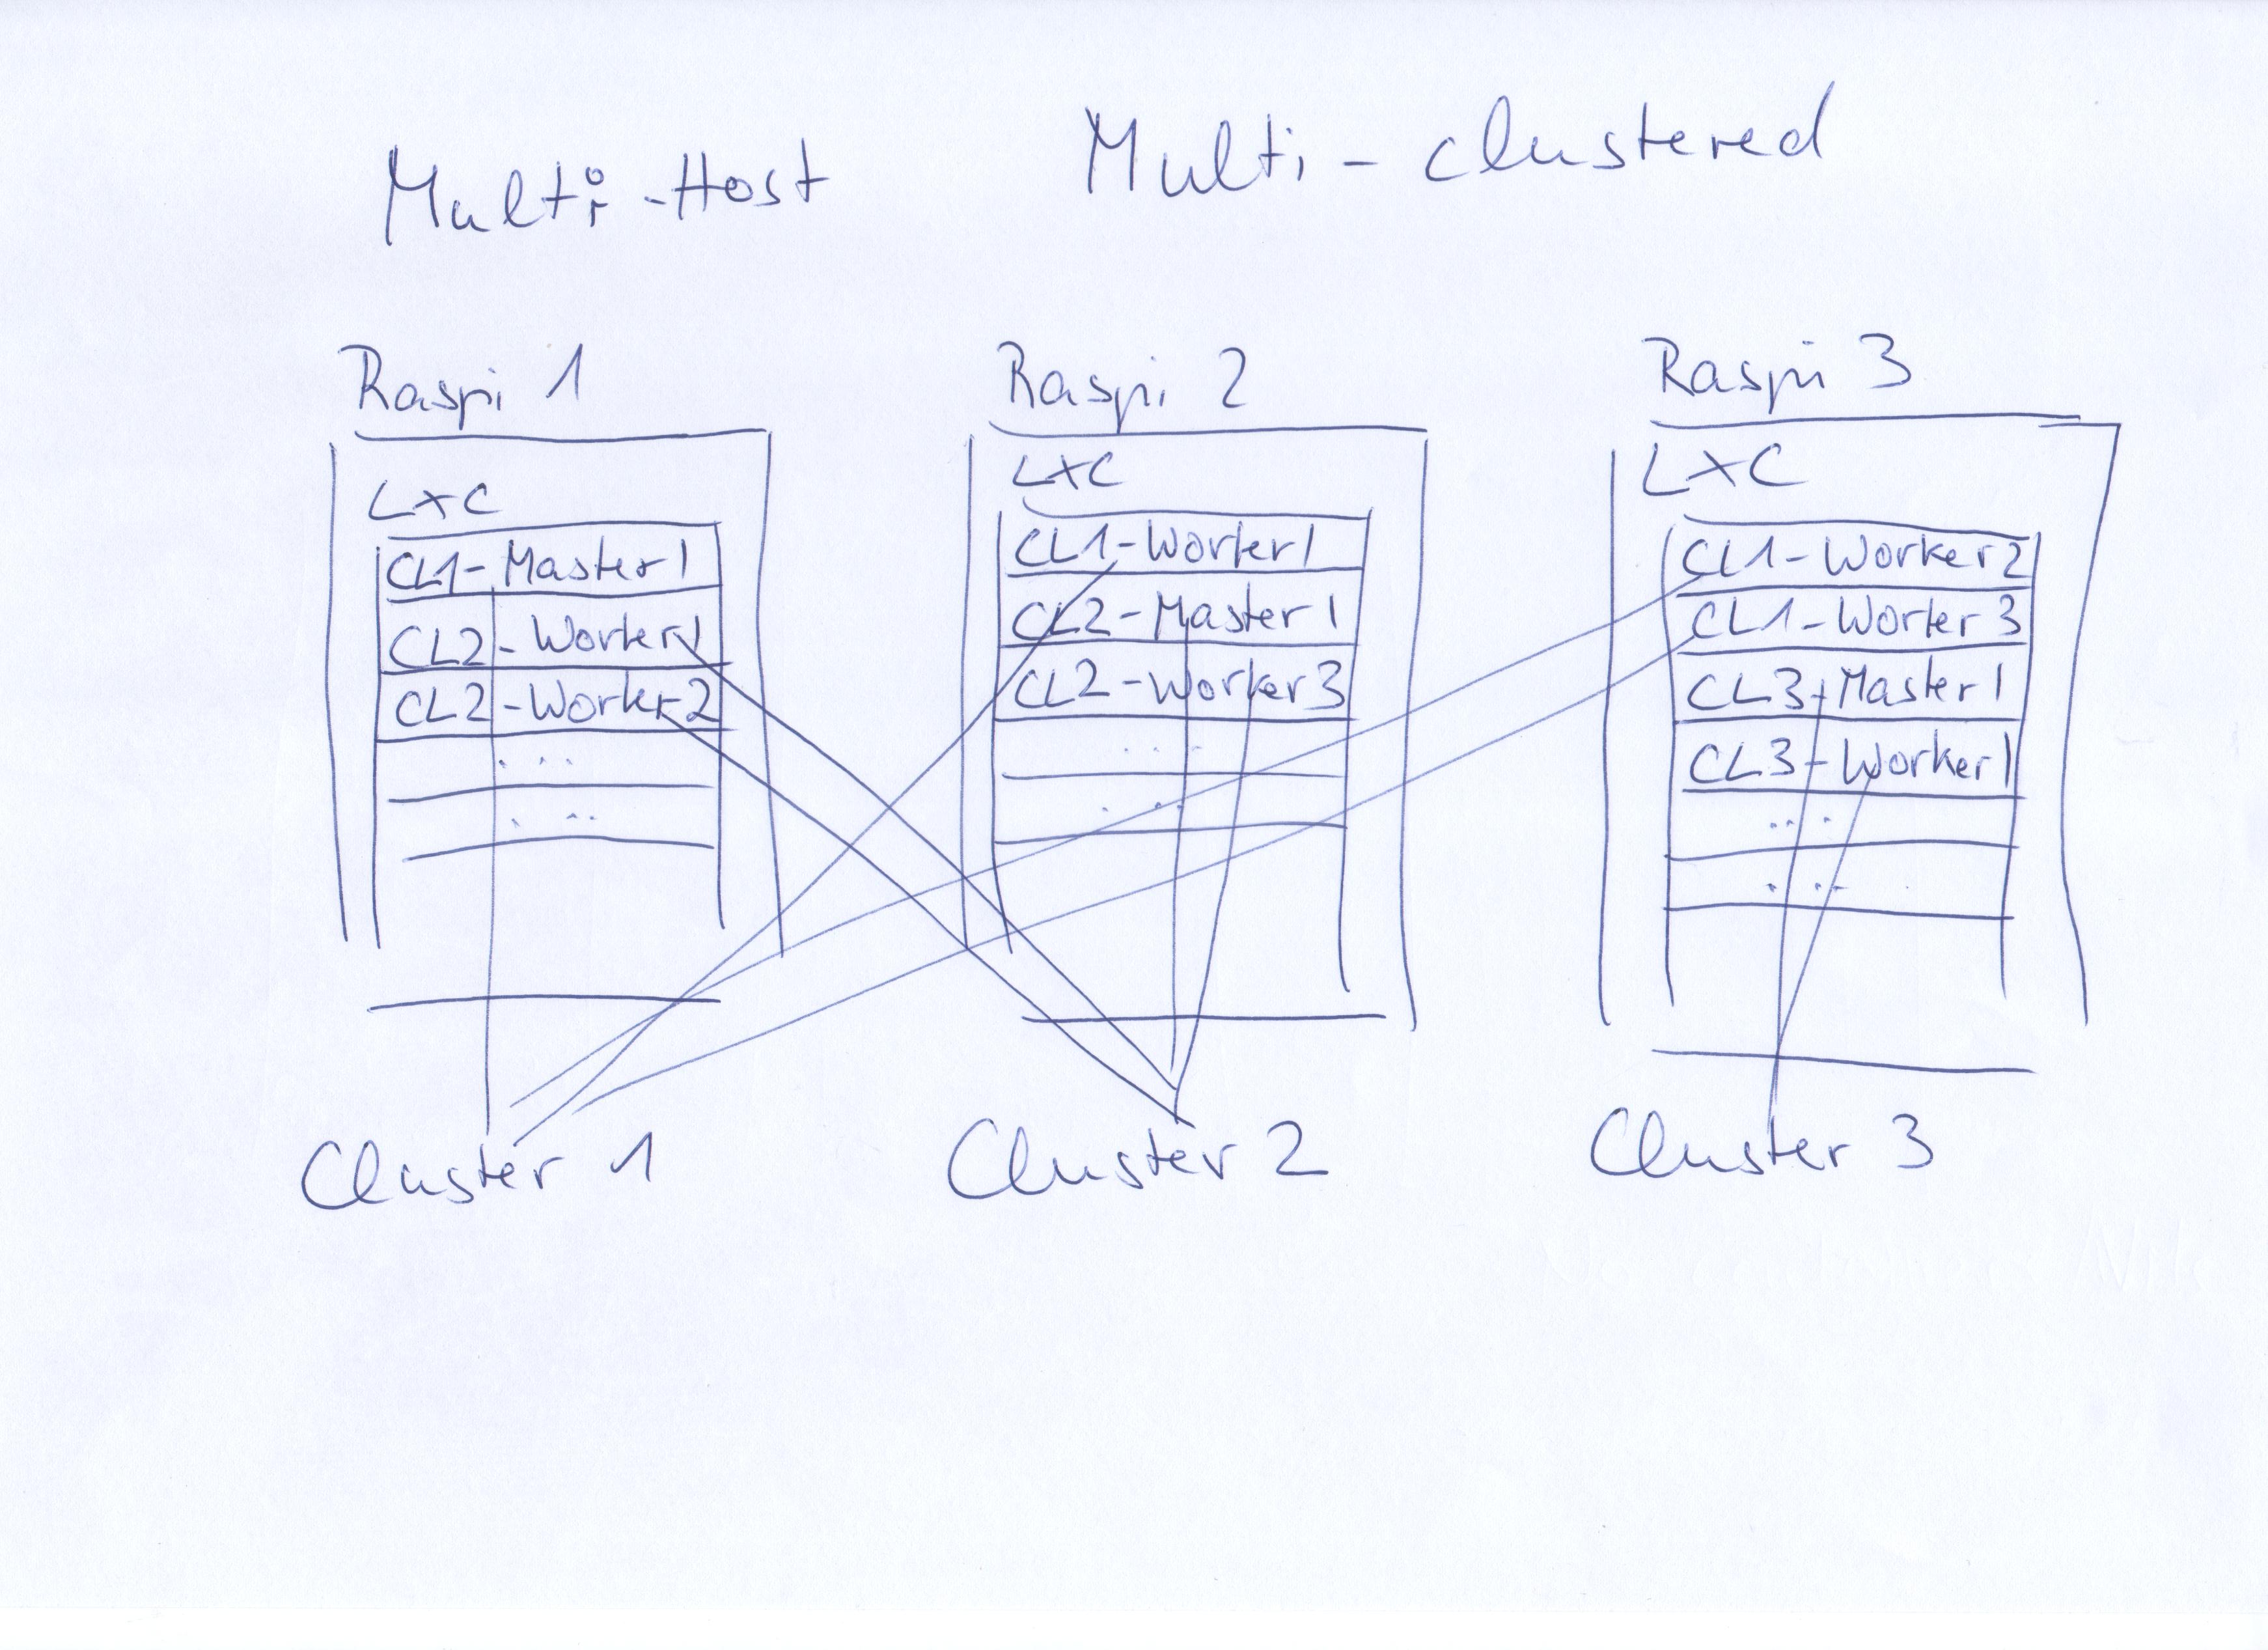 Multi-Host Multi-clustered
Raspi 1
LXC
CL1-Master1
CL2-Worker1
CL2-Worker2
...
...
Raspi 2
LXC
CL1-Worker1
CL2-Master1
CL2-Worker3
...
...
Raspi 3
LXC
CL1-Worker2
CL1-Worker3
CL3-Master1
CL3-Worker1
...
...
Cluster 1
Cluster 2
Cluster 3